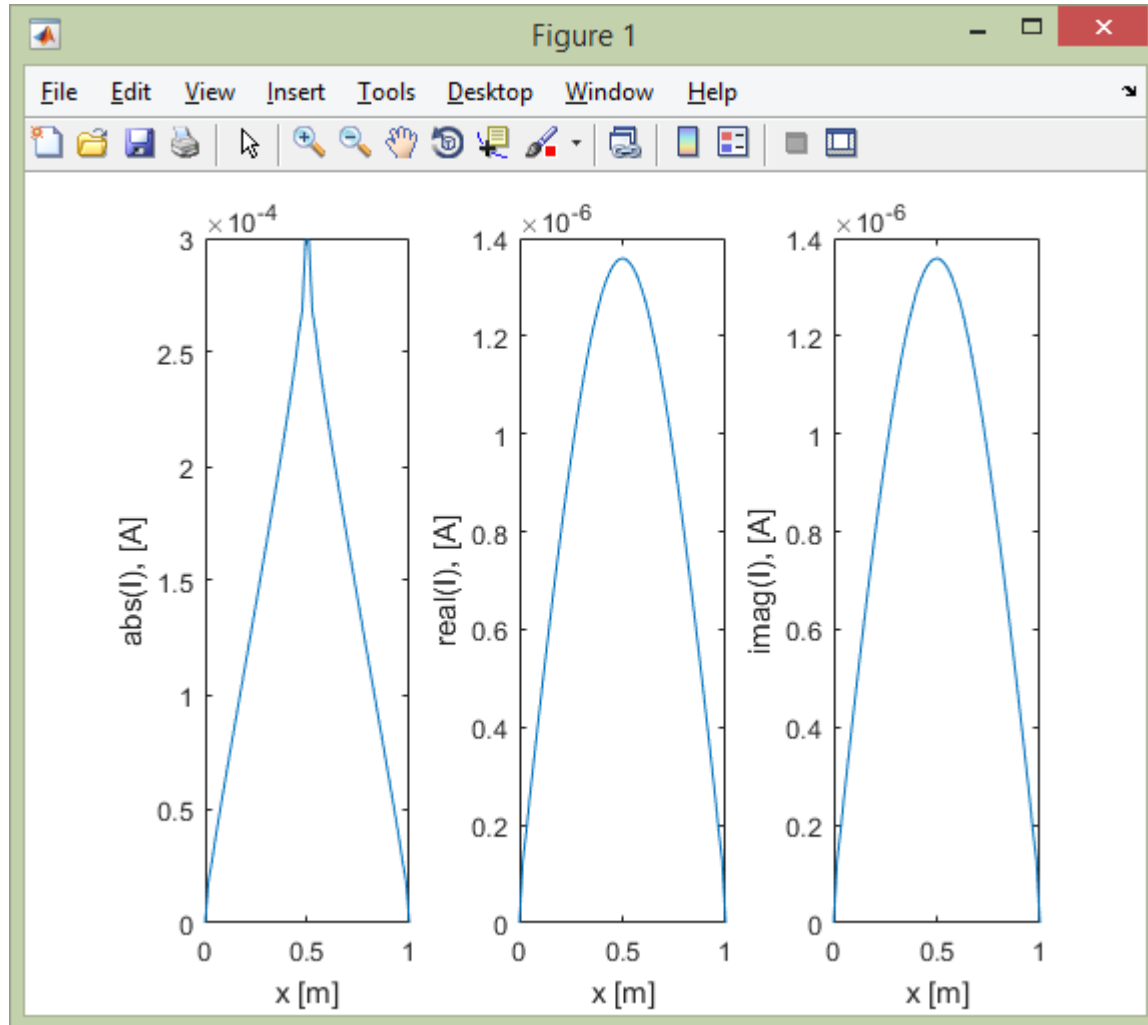 Figure 1
File Edit View Insert Tools Desktop Window Help
×10⁻⁴
3
2.5
2
1.5
1
0.5
0
abs(I), [A]
0 0.5 1
x [m]
×10⁻⁶
1.4
1.2
1
0.8
0.6
0.4
0.2
0
real(I), [A]
0 0.5 1
x [m]
×10⁻⁶
1.4
1.2
1
0.8
0.6
0.4
0.2
0
imag(I), [A]
0 0.5 1
x [m]